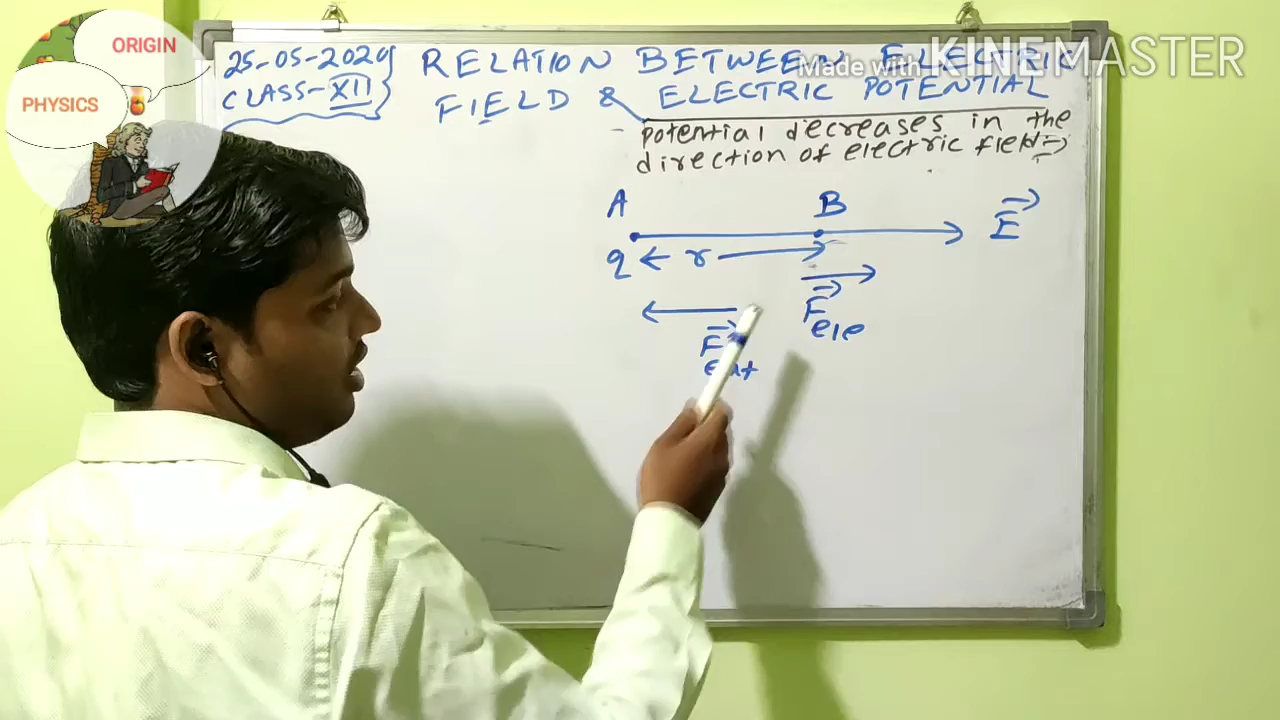 ORIGIN
PHYSICS
Made with KINEMASTER
25-05-2020
CLASS-XII
RELATION BETWEEN ELECTRIC
FIELD & ELECTRIC POTENTIAL
potential decreases in the
direction of electric field⇒
A B
E
q r
F
ele
F